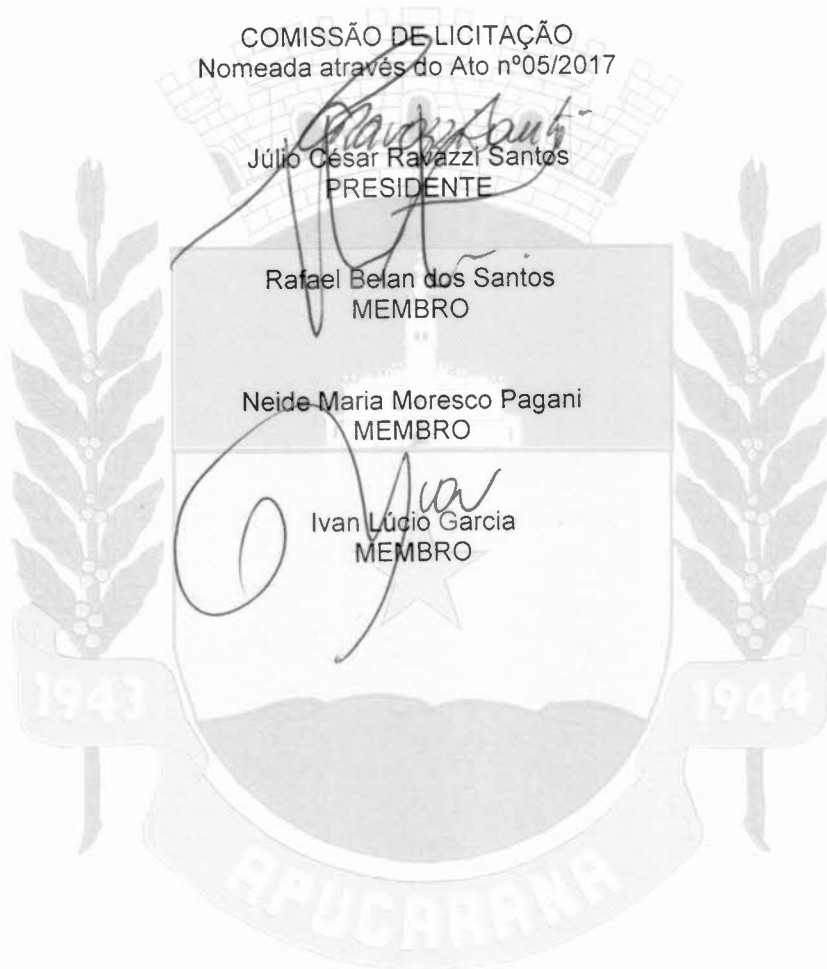 COMISSÃO DE LICITAÇÃO
Nomeada através do Ato nº05/2017
Júlio César Ravazzi Santos
PRESIDENTE
Rafael Belan dos Santos
MEMBRO
Neide Maria Moresco Pagani
MEMBRO
Ivan Lúcio Garcia
MEMBRO
1943
1944
APUCARANA